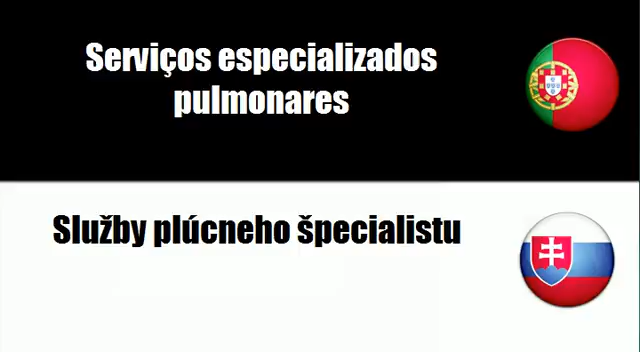 Serviços especializados
pulmonares
Služby plúcneho špecialistu